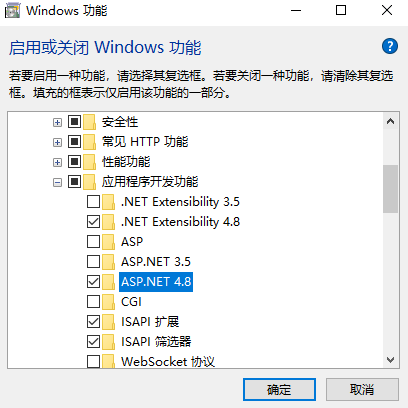 Windows 功能
启用或关闭 Windows 功能
若要启用一种功能，请选择其复选框。若要关闭一种功能，请清除其复选
框。填充的框表示仅启用该功能的一部分。
安全性
常见 HTTP 功能
性能功能
应用程序开发功能
.NET Extensibility 3.5
.NET Extensibility 4.8
ASP
ASP.NET 3.5
ASP.NET 4.8
CGI
ISAPI 扩展
ISAPI 筛选器
WebSocket 协议
确定
取消